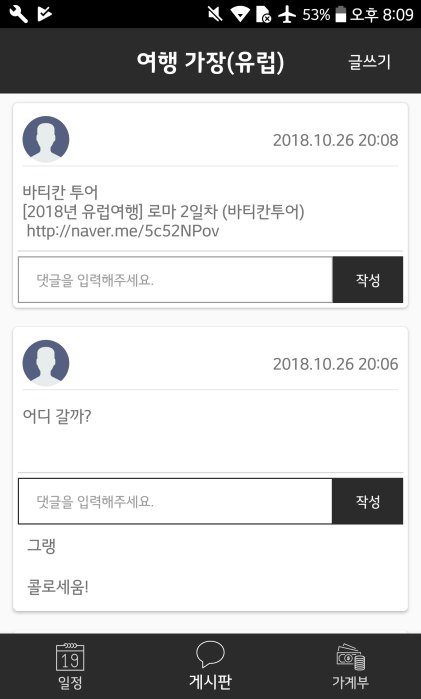 53% 오후 8:09
여행 가장(유럽) 글쓰기
2018.10.26 20:08
바티칸 투어
[2018년 유럽여행] 로마 2일차 (바티칸투어)
http://naver.me/5c52NPov
댓글을 입력해주세요. 작성
2018.10.26 20:06
어디 갈까?
댓글을 입력해주세요. 작성
그랭
콜로세움!
19
일정 게시판 가계부